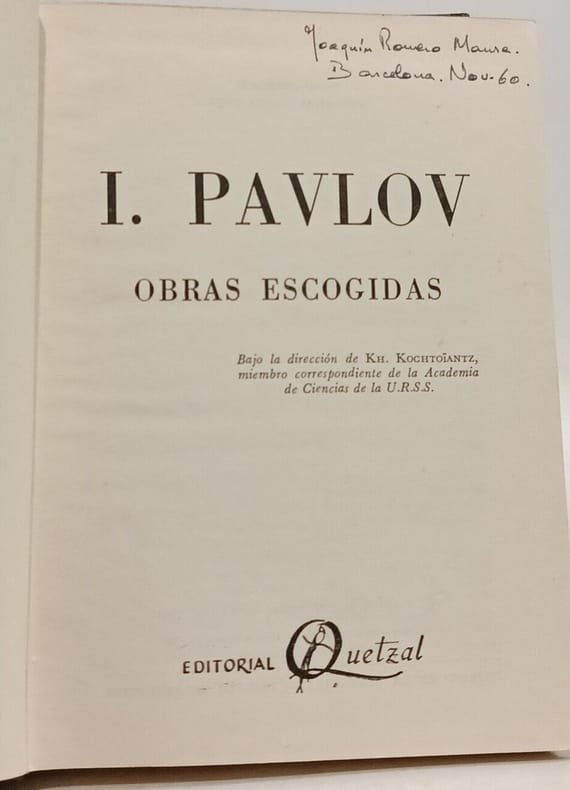 Joaquín Romero Maura.
Barcelona. Nov-60.
I. PAVLOV
OBRAS ESCOGIDAS
Bajo la dirección de KH. KOCHTOÏANTZ,
miembro correspondiente de la Academia
de Ciencias de la U.R.S.S.
EDITORIAL Quetzal